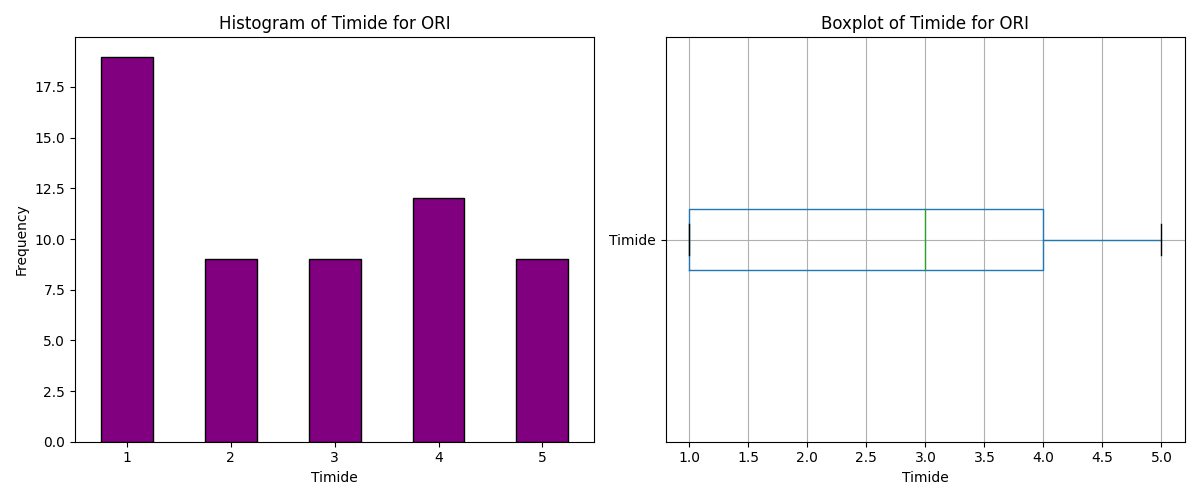 Histogram of Timide for ORI
Frequency
17.5
15.0
12.5
10.0
7.5
5.0
2.5
0.0
1 2 3 4 5
Timide
Boxplot of Timide for ORI
Timide
1.0 1.5 2.0 2.5 3.0 3.5 4.0 4.5 5.0
Timide